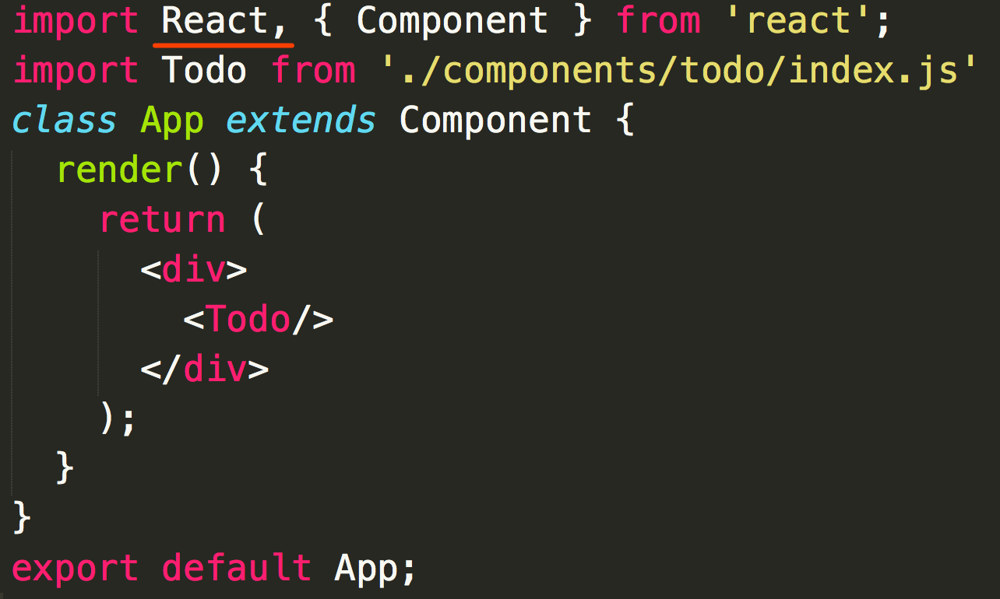 import React, { Component } from 'react';
import Todo from './components/todo/index.js'
class App extends Component {
  render() {
    return (
      <div>
        <Todo/>
      </div>
    );
  }
}
export default App;